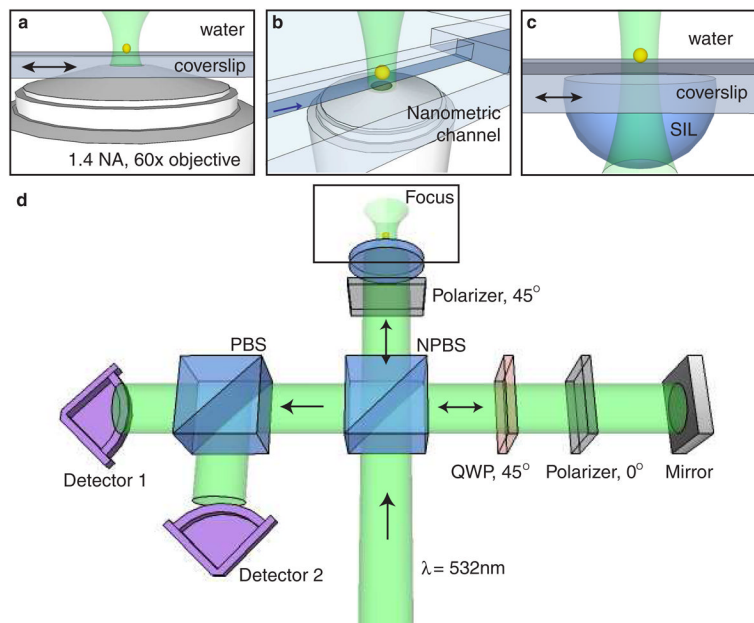 a
water
coverslip
1.4 NA, 60x objective
b
Nanometric
channel
c
water
coverslip
SIL
d
Focus
Polarizer, 45°
PBS
NPBS
Detector 1
QWP, 45°
Polarizer, 0°
Mirror
Detector 2
λ= 532nm